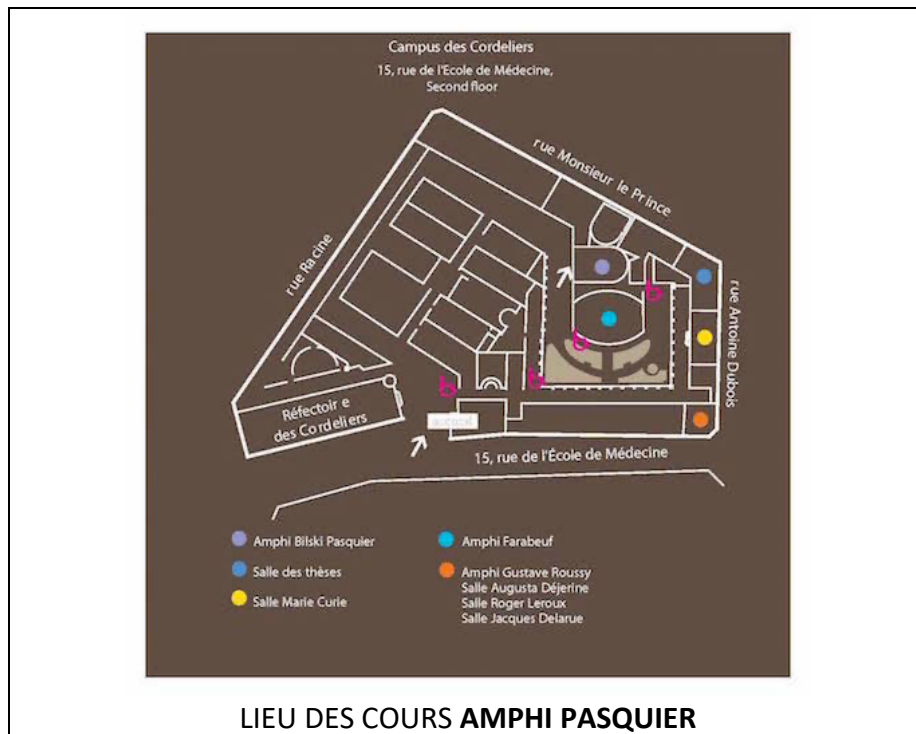 Campus des Cordeliers
15, rue de l'Ecole de Médecine,
Second floor
rue Monsieur le Prince
rue Racine
rue Antoine Dubois
Réfectoir e
des Cordeliers
15, rue de l'École de Médecine
Amphi Bilski Pasquier
Amphi Farabeuf
Salle des thèses
Amphi Gustave Roussy
Salle Marie Curie
Salle Augusta Déjerine
Salle Roger Leroux
Salle Jacques Delarue
LIEU DES COURS AMPHI PASQUIER